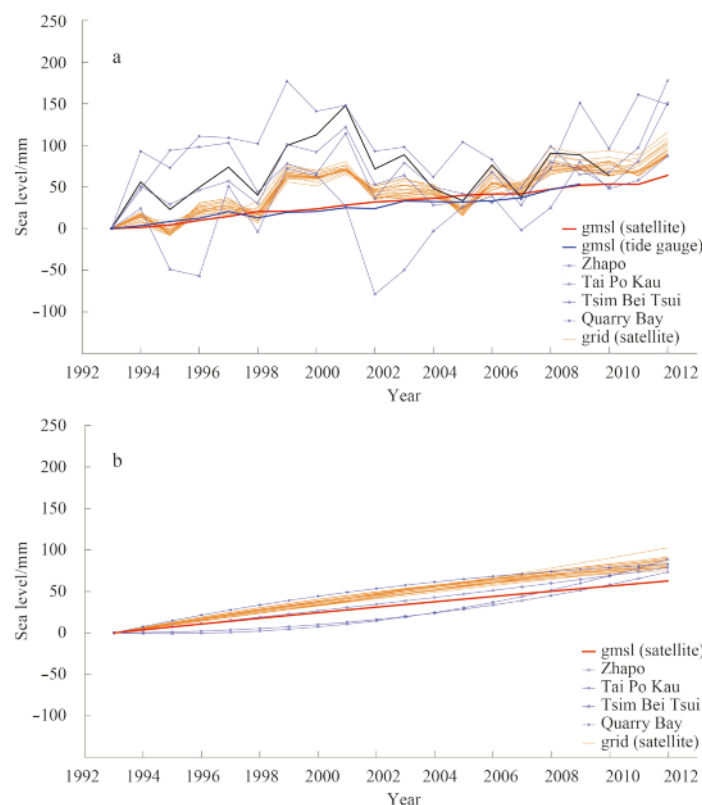 250
a
200
150
100
50
0
−50
−100
Sea level/mm
gmsl (satellite)
gmsl (tide gauge)
Zhapo
Tai Po Kau
Tsim Bei Tsui
Quarry Bay
grid (satellite)
1992 1994 1996 1998 2000 2002 2004 2006 2008 2010 2012
Year
250
b
200
150
100
50
0
−50
−100
Sea level/mm
gmsl (satellite)
Zhapo
Tai Po Kau
Tsim Bei Tsui
Quarry Bay
grid (satellite)
1992 1994 1996 1998 2000 2002 2004 2006 2008 2010 2012
Year